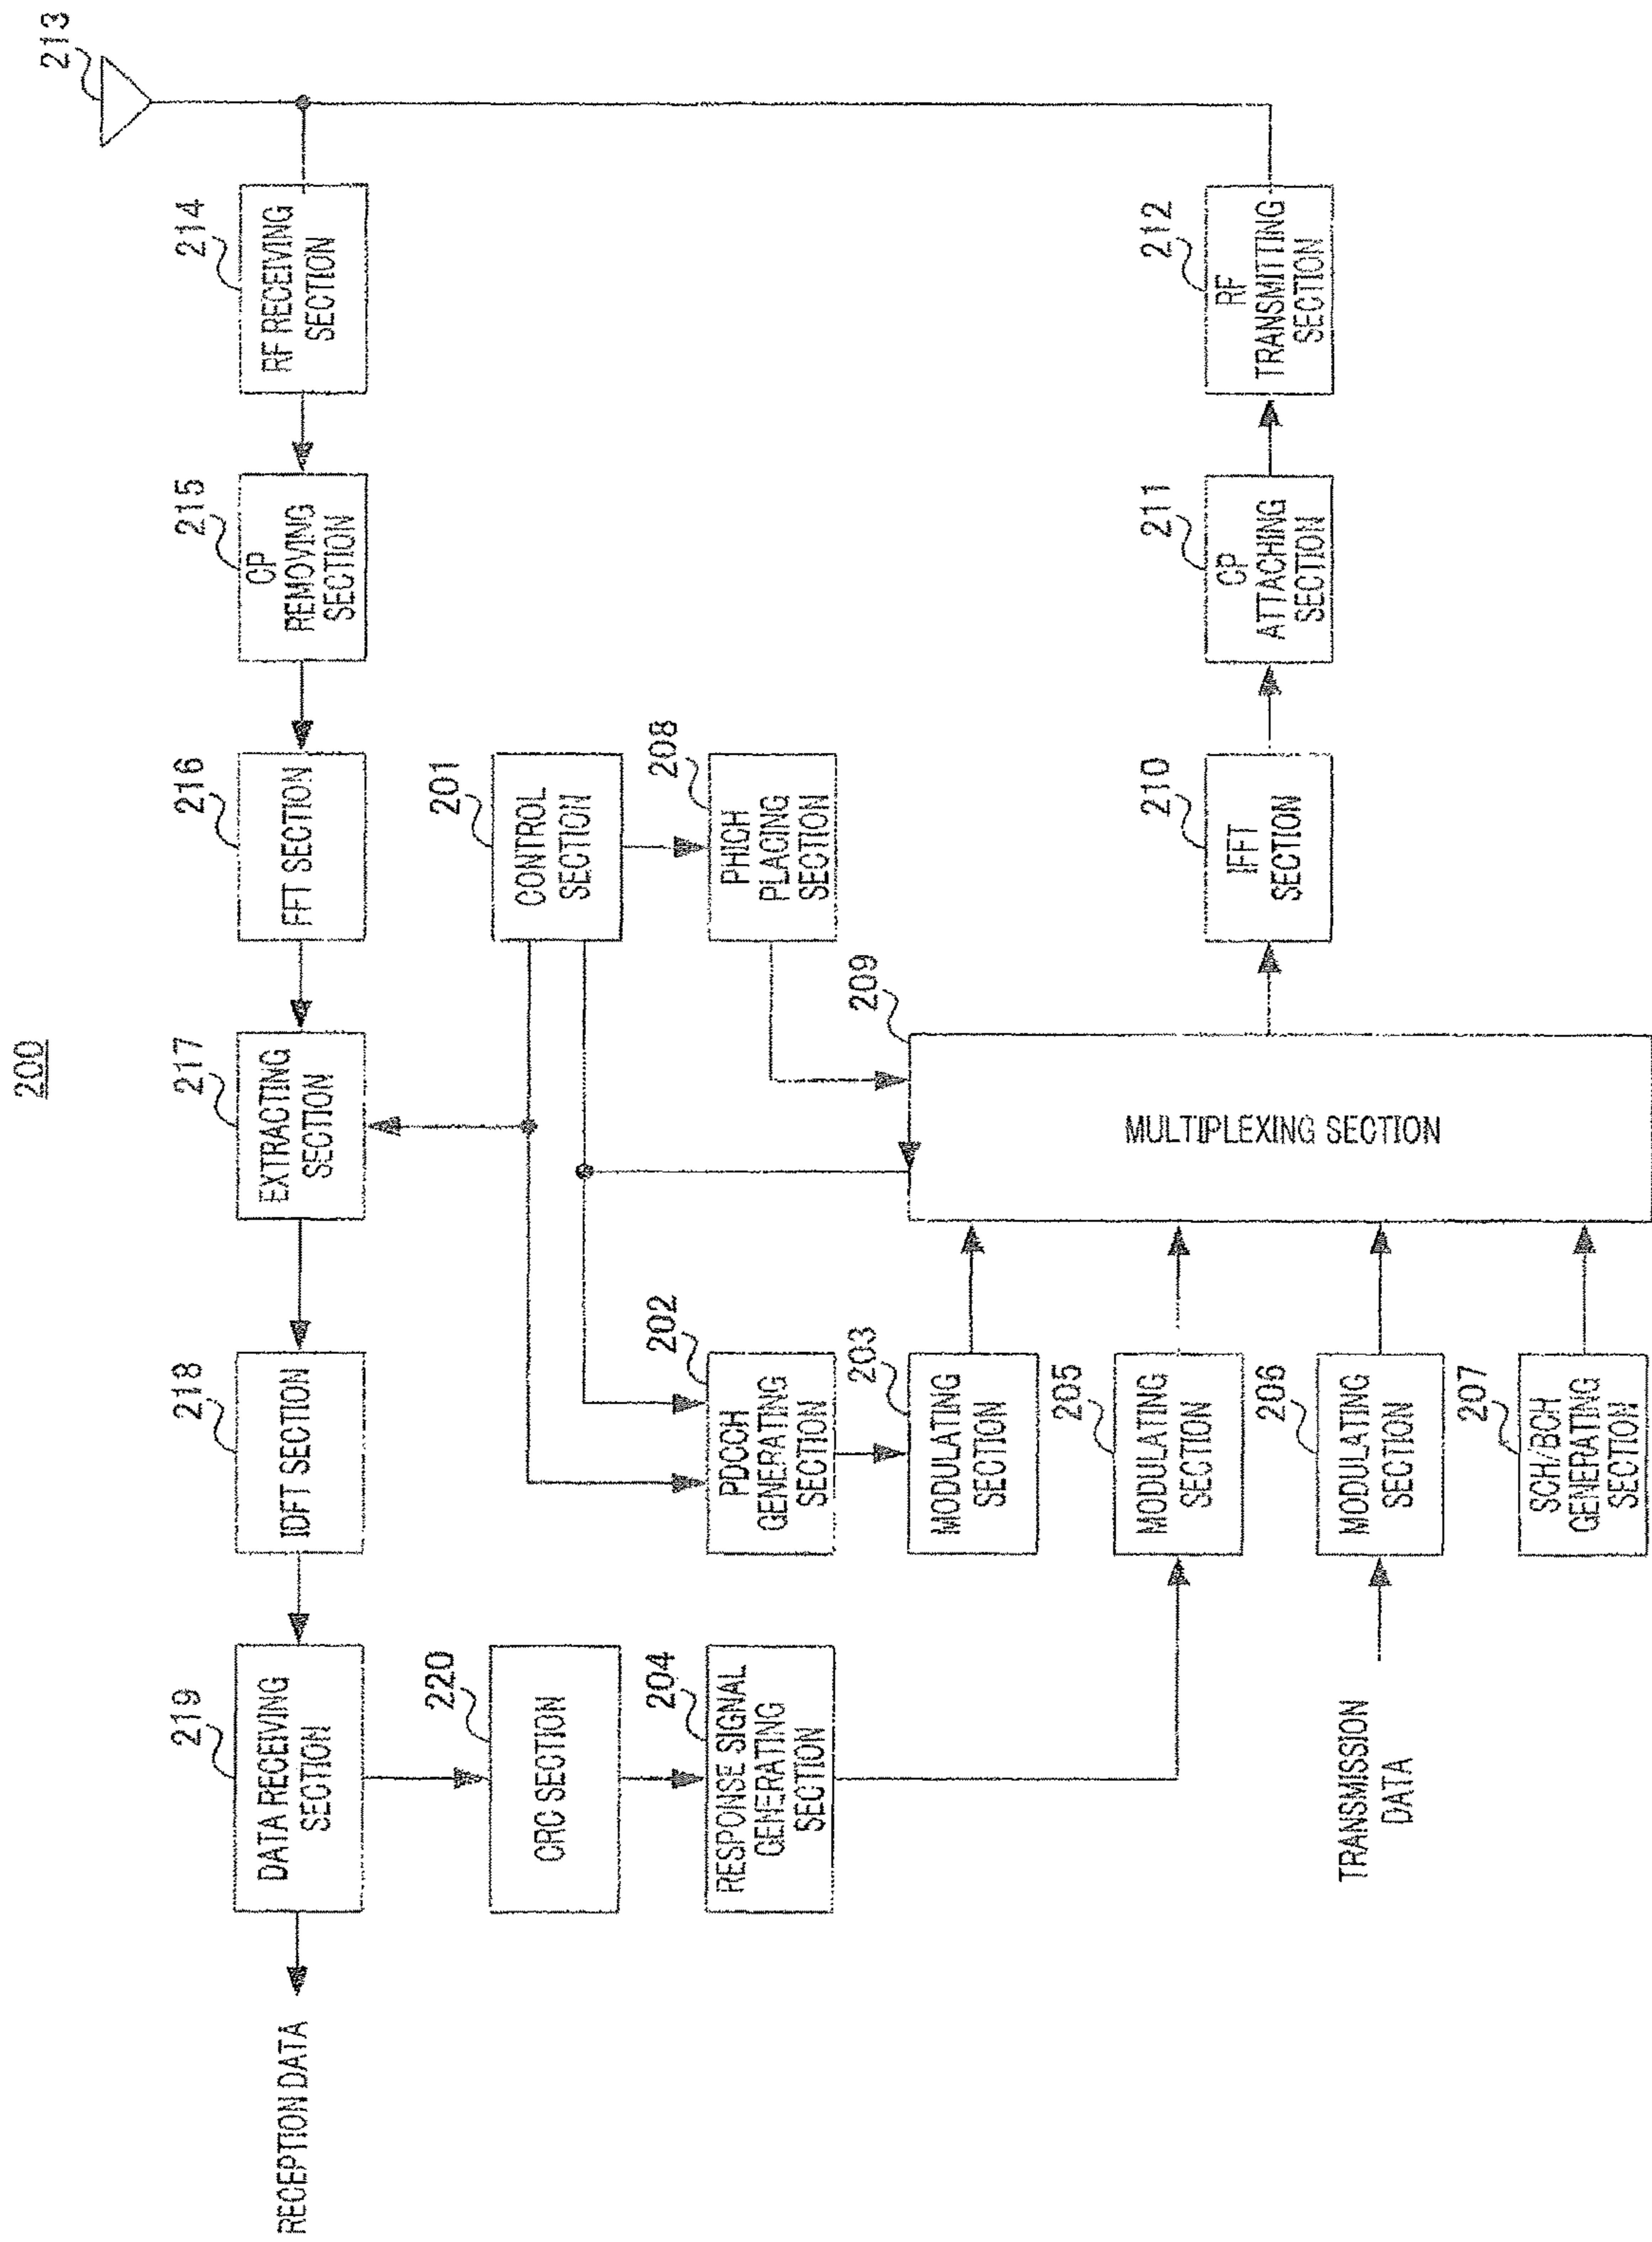 200
213
214
RF RECEIVING
SECTION
215
CP
REMOVING
SECTION
216
FFT SECTION
217
EXTRACTING
SECTION
218
IDFT SECTION
219
DATA RECEIVING
SECTION
RECEPTION DATA
201
CONTROL
SECTION
220
CRC SECTION
208
PHICH
PLACING
SECTION
202
PDCCH
GENERATING
SECTION
204
RESPONSE SIGNAL
GENERATING
SECTION
209
MULTIPLEXING SECTION
203
MODULATING
SECTION
205
MODULATING
SECTION
206
MODULATING
SECTION
207
SCH/BCH
GENERATING
SECTION
TRANSMISSION
DATA
210
IFFT
SECTION
211
CP
ATTACHING
SECTION
212
RF
TRANSMITTING
SECTION